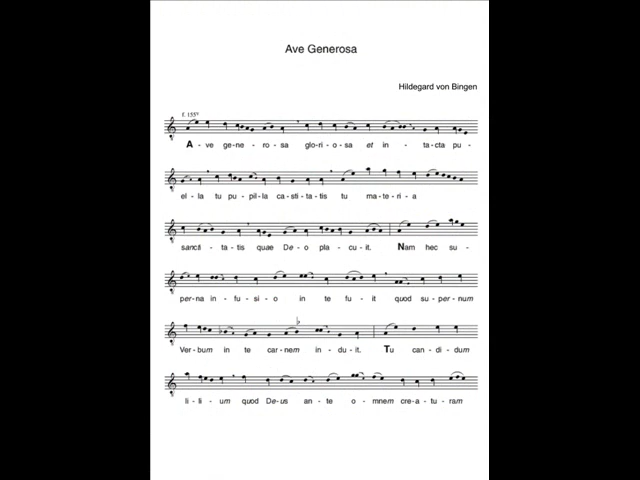 Ave Generosa
Hildegard von Bingen
f. 155v
A - ve ge-ne - ro - sa glo-ri - o-sa et in - ta-cta pu-
el - la tu pu-pil-la ca-sti-ta-tis tu ma - te-ri - a
sancti - ta-tis quae De-o pla - cu-it. Nam hec su-
per-na in - fu - si - o in te fu - it quod su-per-num
Verbum in te carnem in - du - it. Tu can - di - dum
li - li - um quod De-us an-te o - mnem cre-a - tu - ram